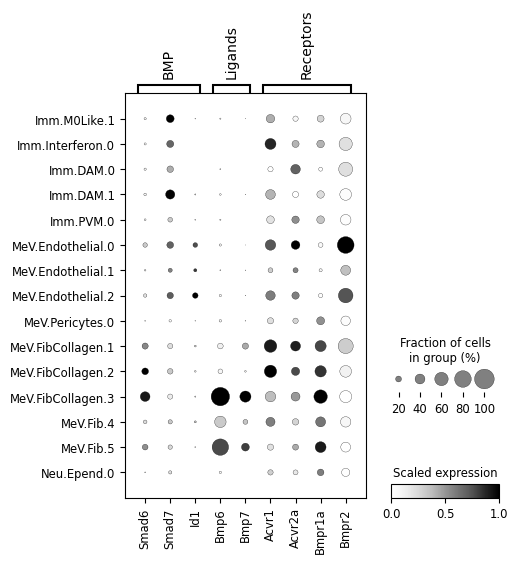 BMP
Ligands
Receptors
Imm.M0Like.1
Imm.Interferon.0
Imm.DAM.0
Imm.DAM.1
Imm.PVM.0
MeV.Endothelial.0
MeV.Endothelial.1
MeV.Endothelial.2
MeV.Pericytes.0
MeV.FibCollagen.1
MeV.FibCollagen.2
MeV.FibCollagen.3
MeV.Fib.4
MeV.Fib.5
Neu.Epend.0
Smad6
Smad7
Id1
Bmp6
Bmp7
Acvr1
Acvr2a
Bmpr1a
Bmpr2
Fraction of cells
in group (%)
20 40 60 80 100
Scaled expression
0.0 0.5 1.0